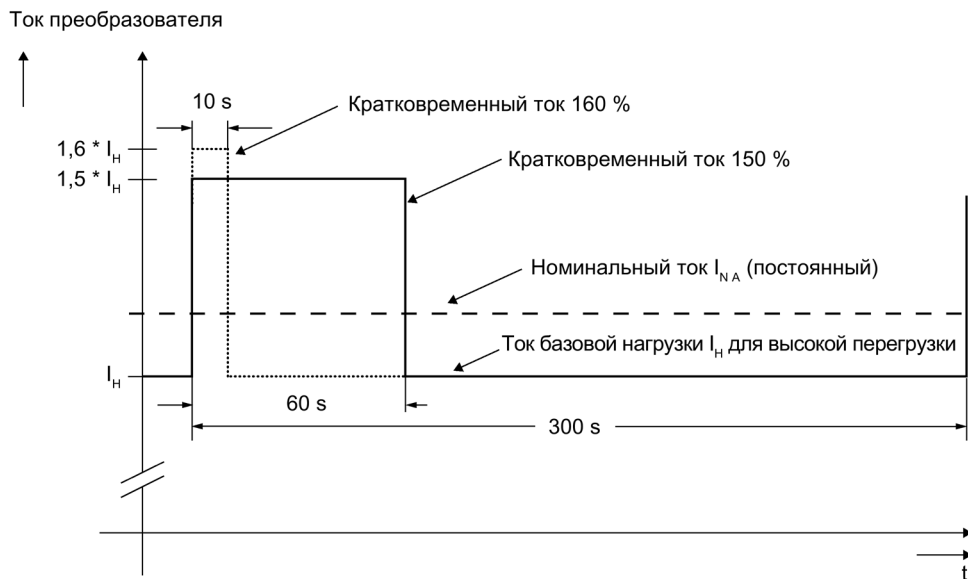 Ток преобразователя
10 s
Кратковременный ток 160 %
1,6 * I_H
Кратковременный ток 150 %
1,5 * I_H
Номинальный ток I_N A (постоянный)
Ток базовой нагрузки I_H для высокой перегрузки
I_H
60 s
300 s
t